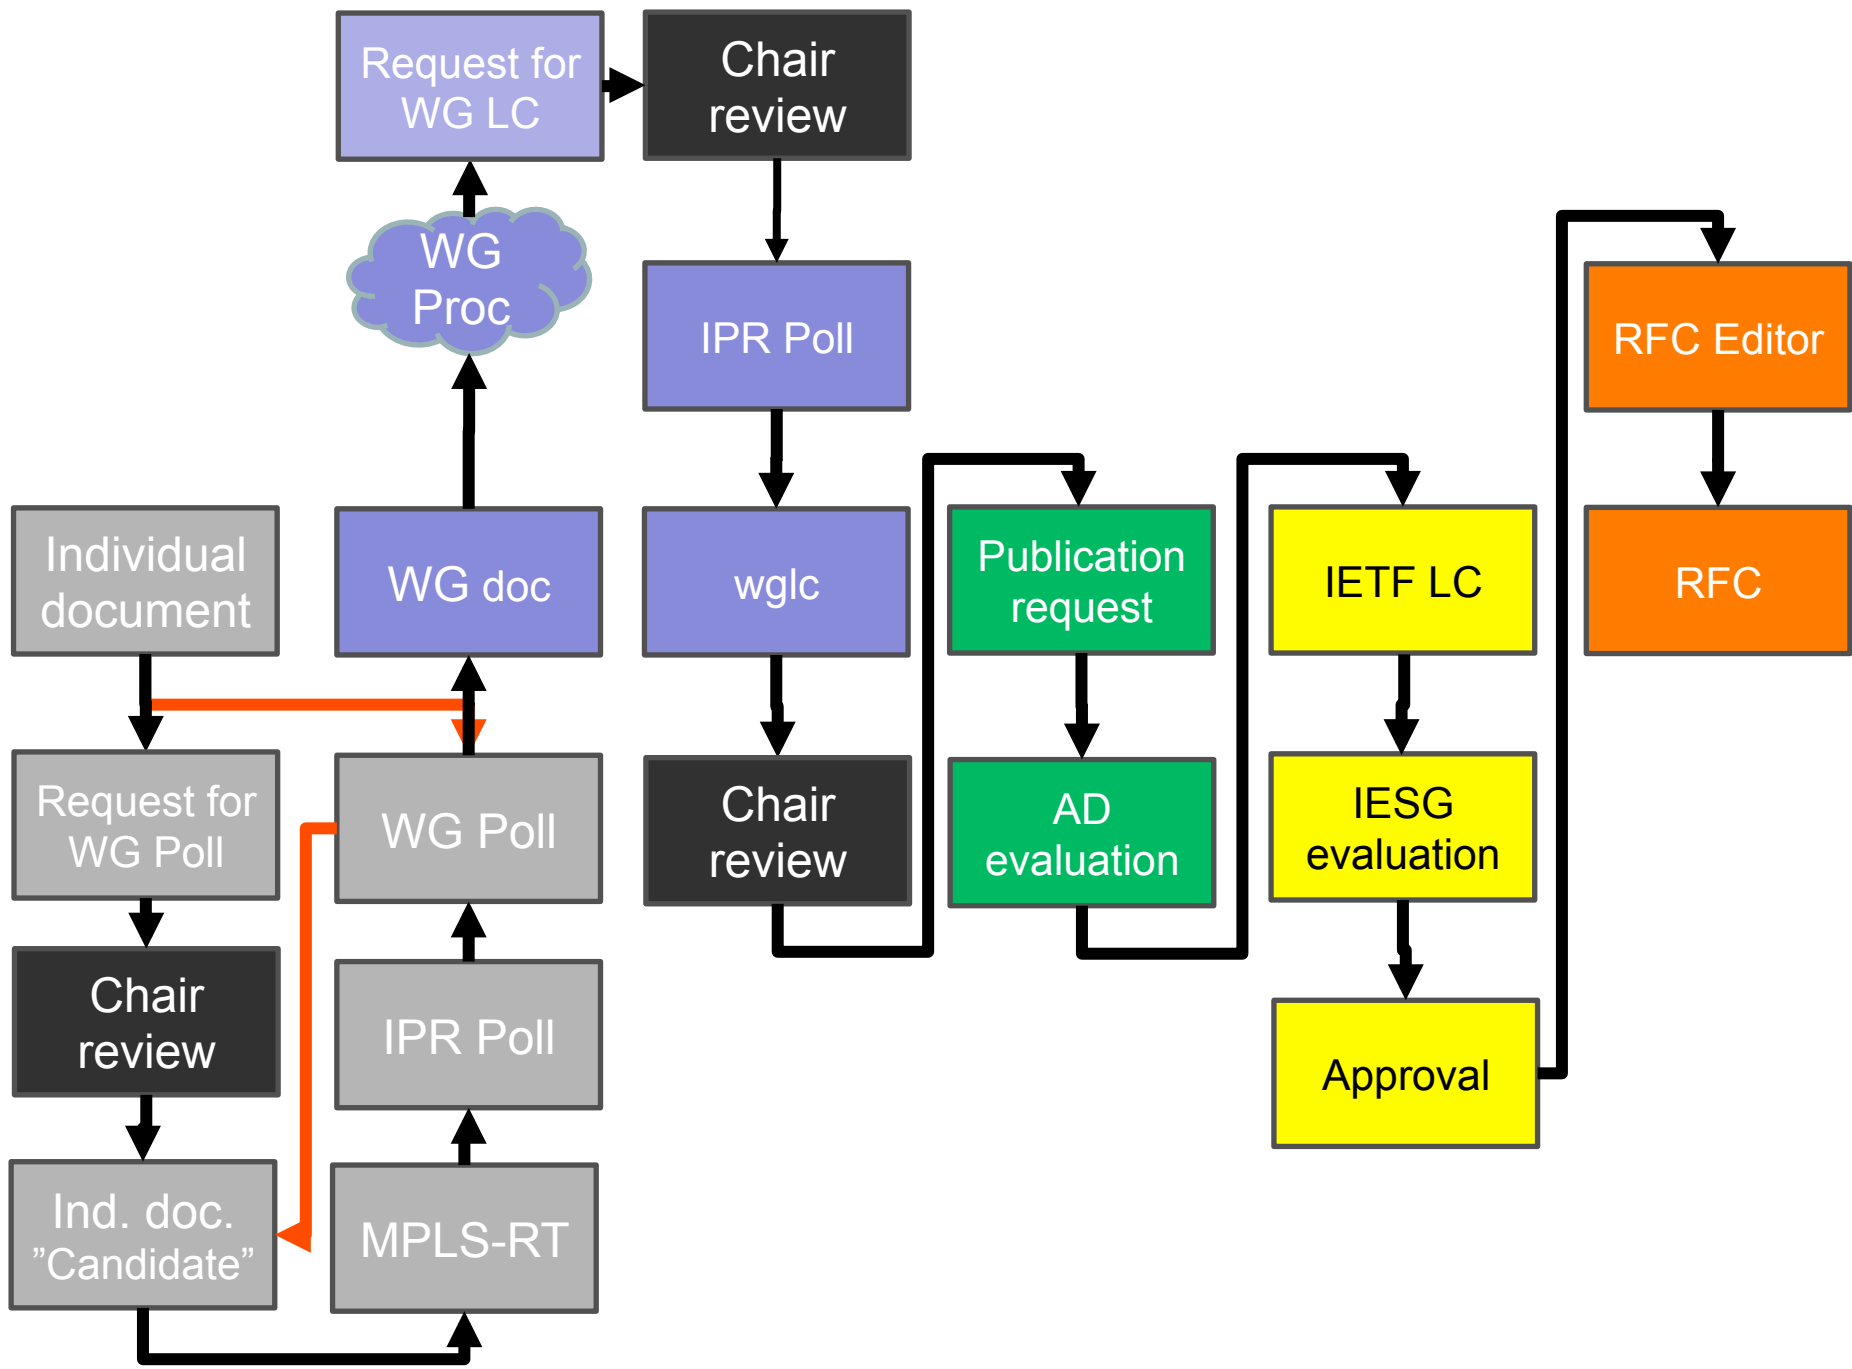 Individual
document
Request for
WG Poll
Chair
review
Ind. doc.
”Candidate”
MPLS-RT
IPR Poll
WG Poll
WG doc
WG
Proc
Request for
WG LC
Chair
review
IPR Poll
wglc
Chair
review
Publication
request
AD
evaluation
IETF LC
IESG
evaluation
Approval
RFC Editor
RFC